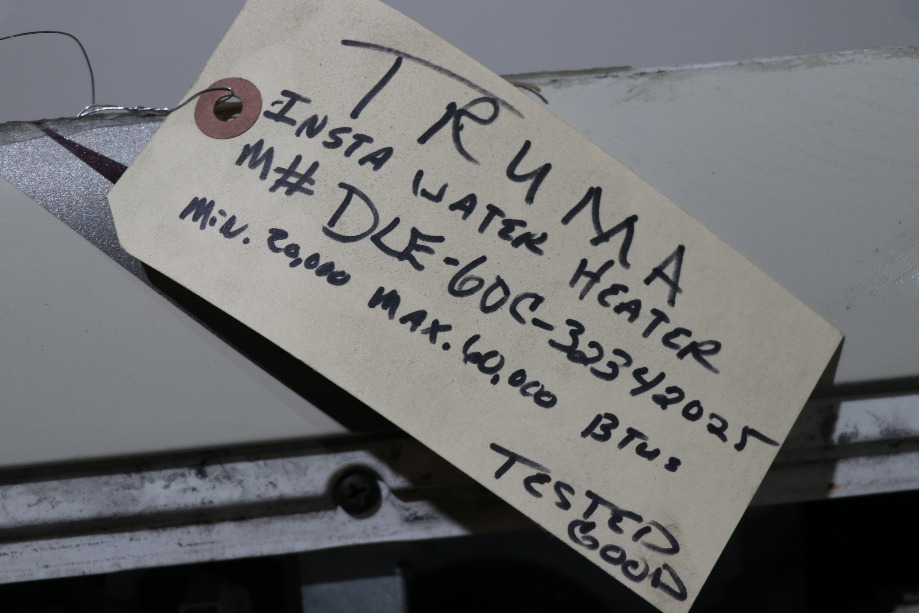 TRUMA
INSTA WATER HEATER
M# DLE-60C-32342025
MiN. 20,000 MAX. 60,000 BTUs
TESTED
GOOD